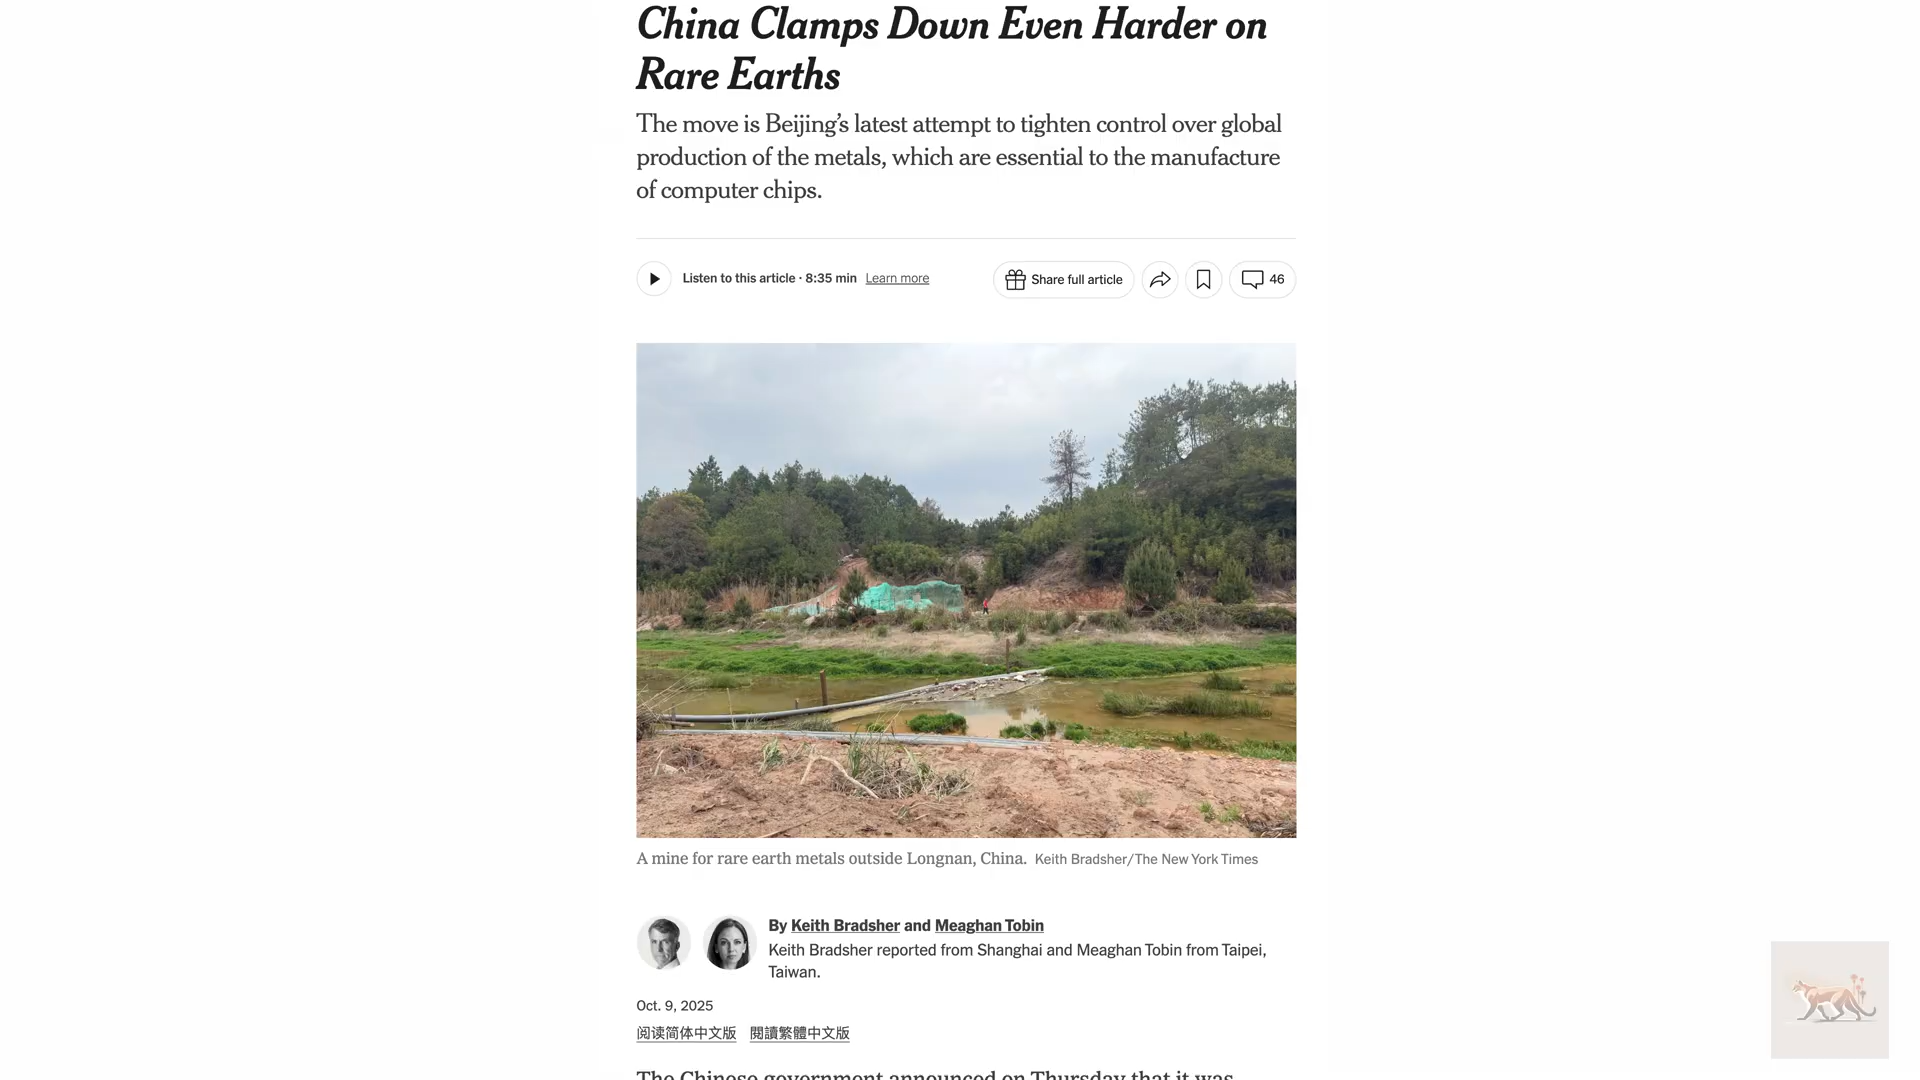 China Clamps Down Even Harder on
Rare Earths
The move is Beijing’s latest attempt to tighten control over global
production of the metals, which are essential to the manufacture
of computer chips.
Listen to this article · 8:35 min Learn more
Share full article
46
A mine for rare earth metals outside Longnan, China. Keith Bradsher/The New York Times
By Keith Bradsher and Meaghan Tobin
Keith Bradsher reported from Shanghai and Meaghan Tobin from Taipei,
Taiwan.
Oct. 9, 2025
阅读简体中文版 閱讀繁體中文版
The Chinese government announced on Thursday that it was